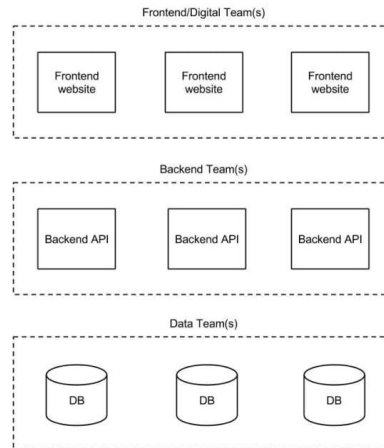 Frontend/Digital Team(s)
Frontend
website
Frontend
website
Frontend
website
Backend Team(s)
Backend API
Backend API
Backend API
Data Team(s)
DB
DB
DB